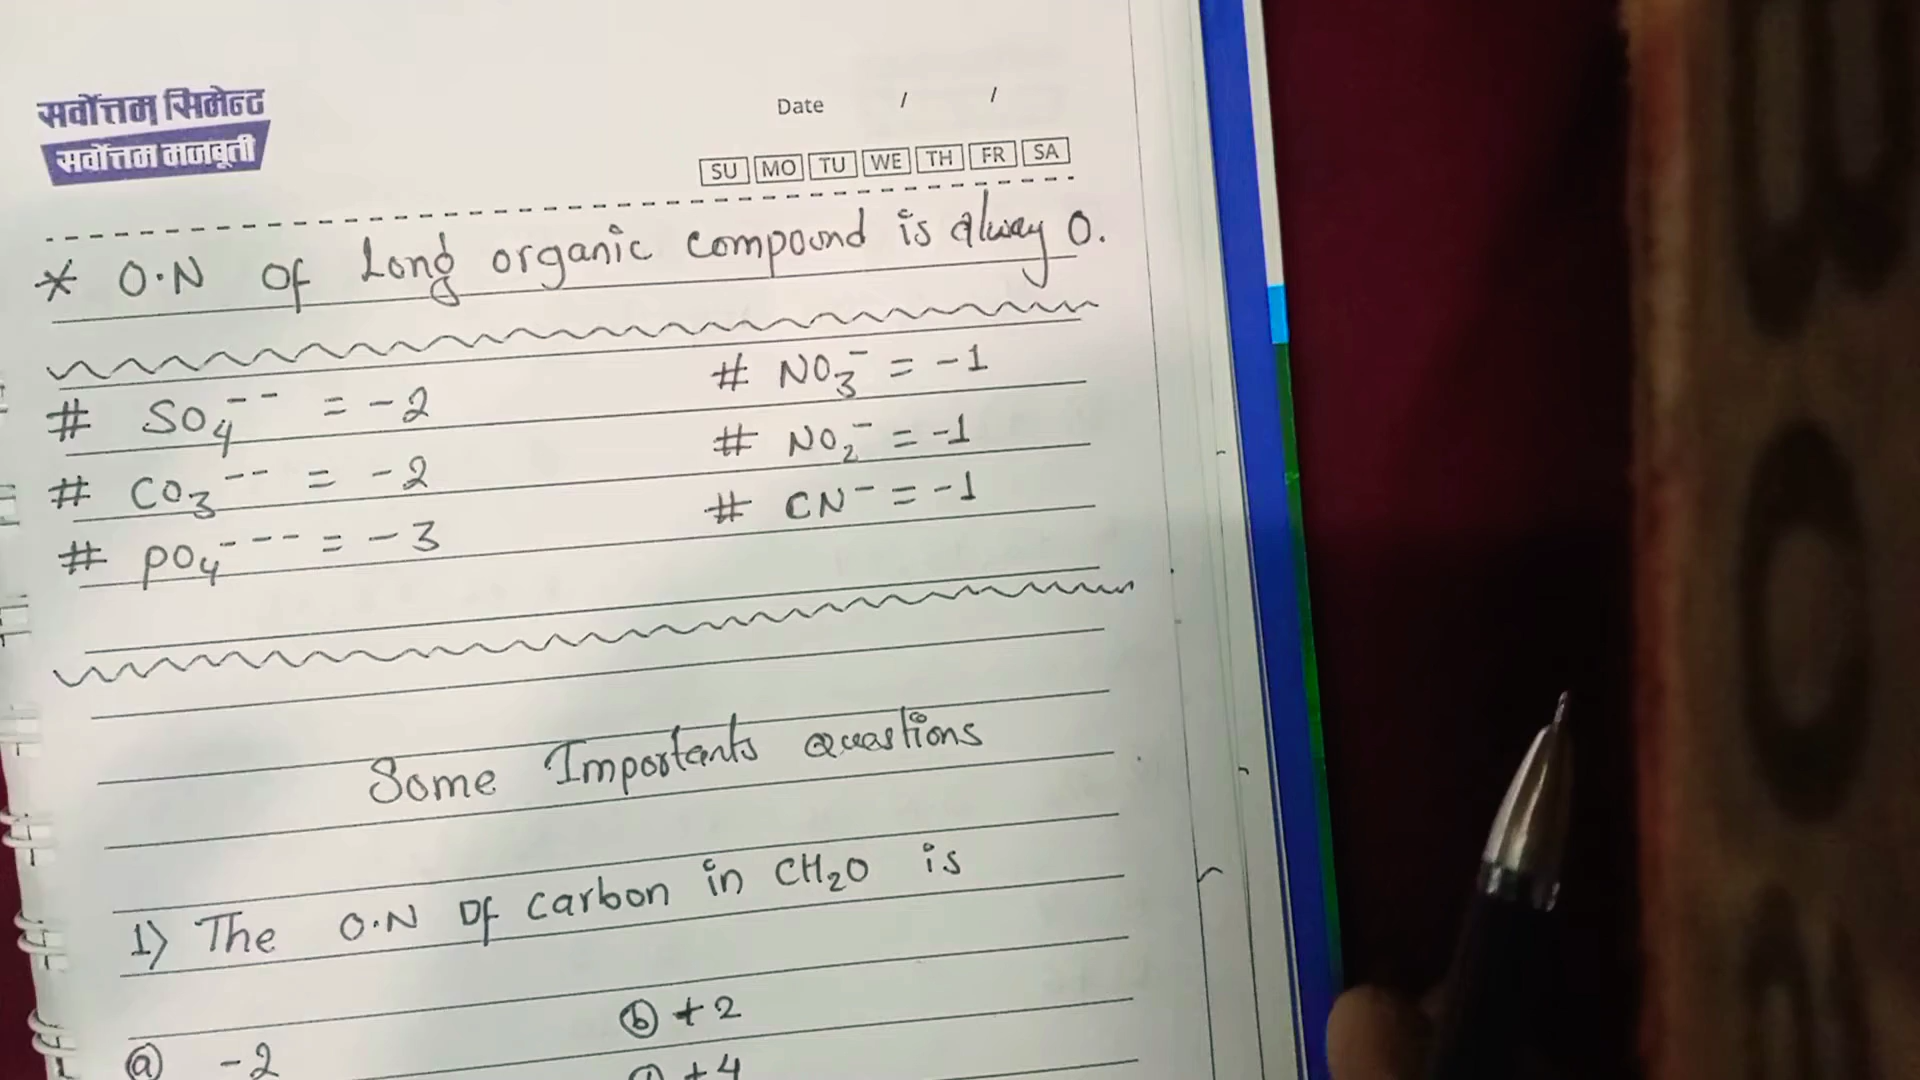 सर्वोत्तम सिमेन्ट
सर्वोत्तम मजबूती
Date / /
SU MO TU WE TH FR SA
* O.N Of Long organic compound is alway 0.
# SO₄⁻⁻ = -2
# NO₃⁻ = -1
# CO₃⁻⁻ = -2
# NO₂⁻ = -1
# PO₄⁻⁻⁻ = -3
# CN⁻ = -1
Some Importants Questions
1) The O.N Of carbon in CH₂O is
ⓐ -2
ⓑ +2
+4